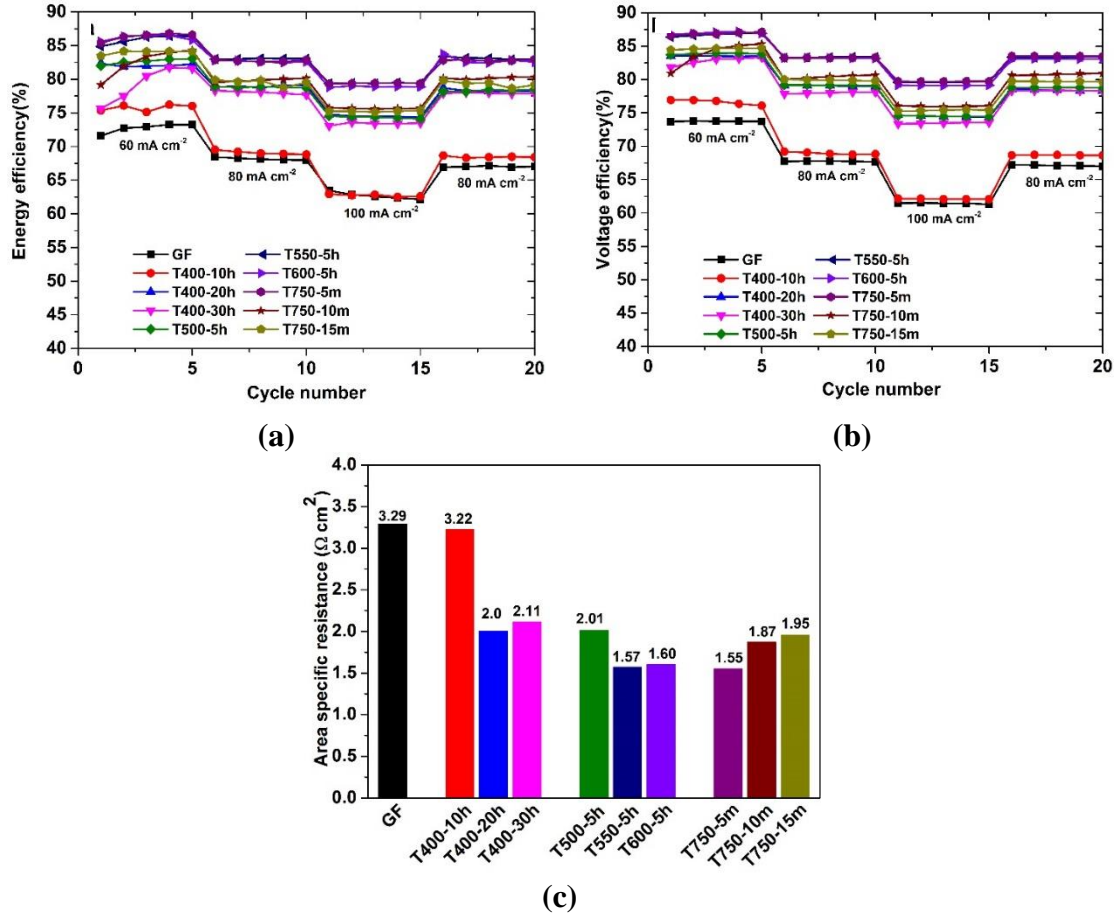 Energy efficiency(%)
90
85
80
75
70
65
60
55
50
45
40
60 mA cm-2
80 mA cm-2
100 mA cm-2
80 mA cm-2
GF
T400-10h
T400-20h
T400-30h
T500-5h
T550-5h
T600-5h
T750-5m
T750-10m
T750-15m
0 5 10 15 20
Cycle number
(a)
Voltage efficiency(%)
90
85
80
75
70
65
60
55
50
45
40
60 mA cm-2
80 mA cm-2
100 mA cm-2
80 mA cm-2
GF
T400-10h
T400-20h
T400-30h
T500-5h
T550-5h
T600-5h
T750-5m
T750-10m
T750-15m
0 5 10 15 20
Cycle number
(b)
Area specific resistance (Ω cm2)
4.0
3.5
3.0
2.5
2.0
1.5
1.0
0.5
0.0
3.29
3.22
2.0
2.11
2.01
1.57
1.60
1.55
1.87
1.95
GF
T400-10h
T400-20h
T400-30h
T500-5h
T550-5h
T600-5h
T750-5m
T750-10m
T750-15m
(c)